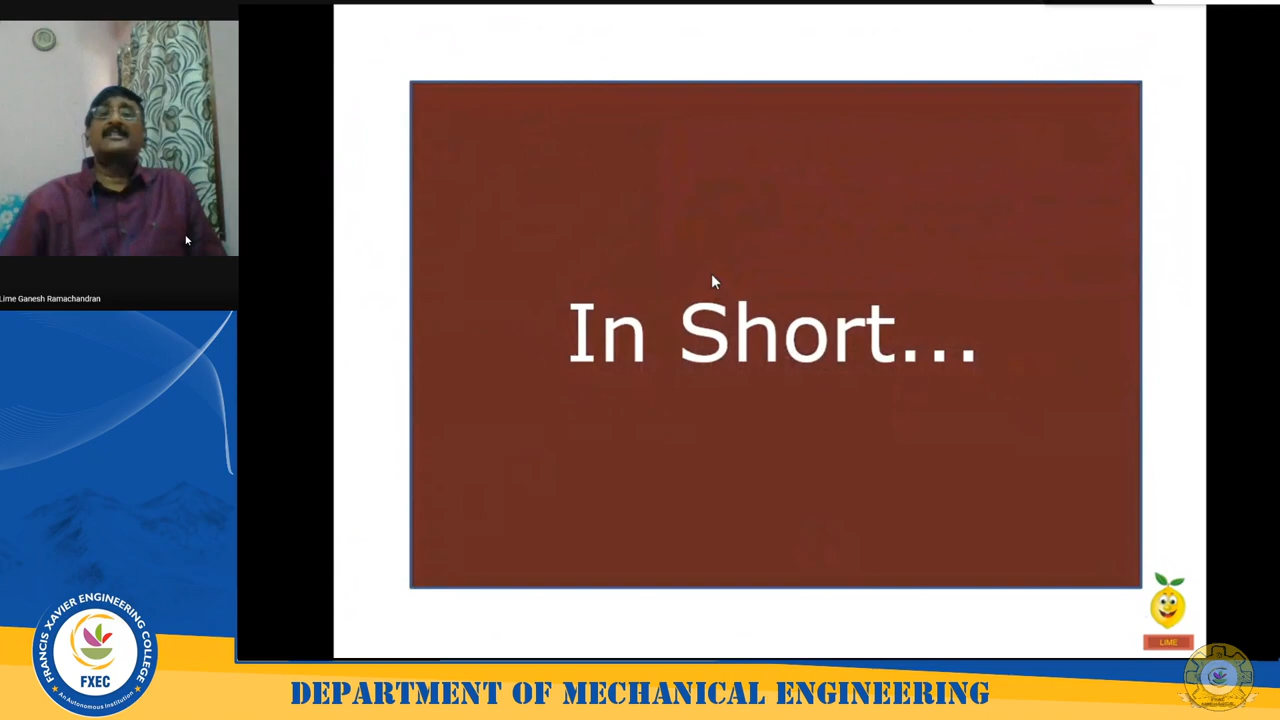 In Short...
Lime Ganesh Ramachandran
LIME
FRANCIS XAVIER ENGINEERING COLLEGE
FXEC
An Autonomous Institution
DEPARTMENT OF MECHANICAL ENGINEERING